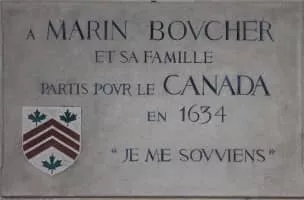 A MARIN BOVCHER
ET SA FAMILLE
PARTIS POVR LE CANADA
EN 1634
"JE ME SOVVIENS"